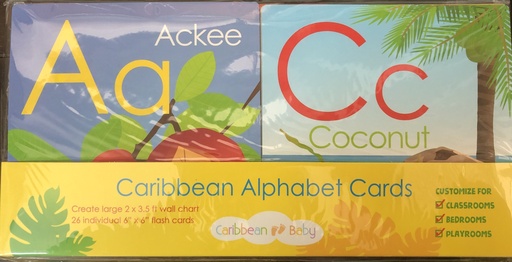 Aa
Ackee
Cc
Coconut
Caribbean Alphabet Cards
Create large 2 x 3.5 ft wall chart
26 individual 6" x 6" flash cards
Caribbean Baby
CUSTOMIZE FOR
CLASSROOMS
BEDROOMS
PLAYROOMS